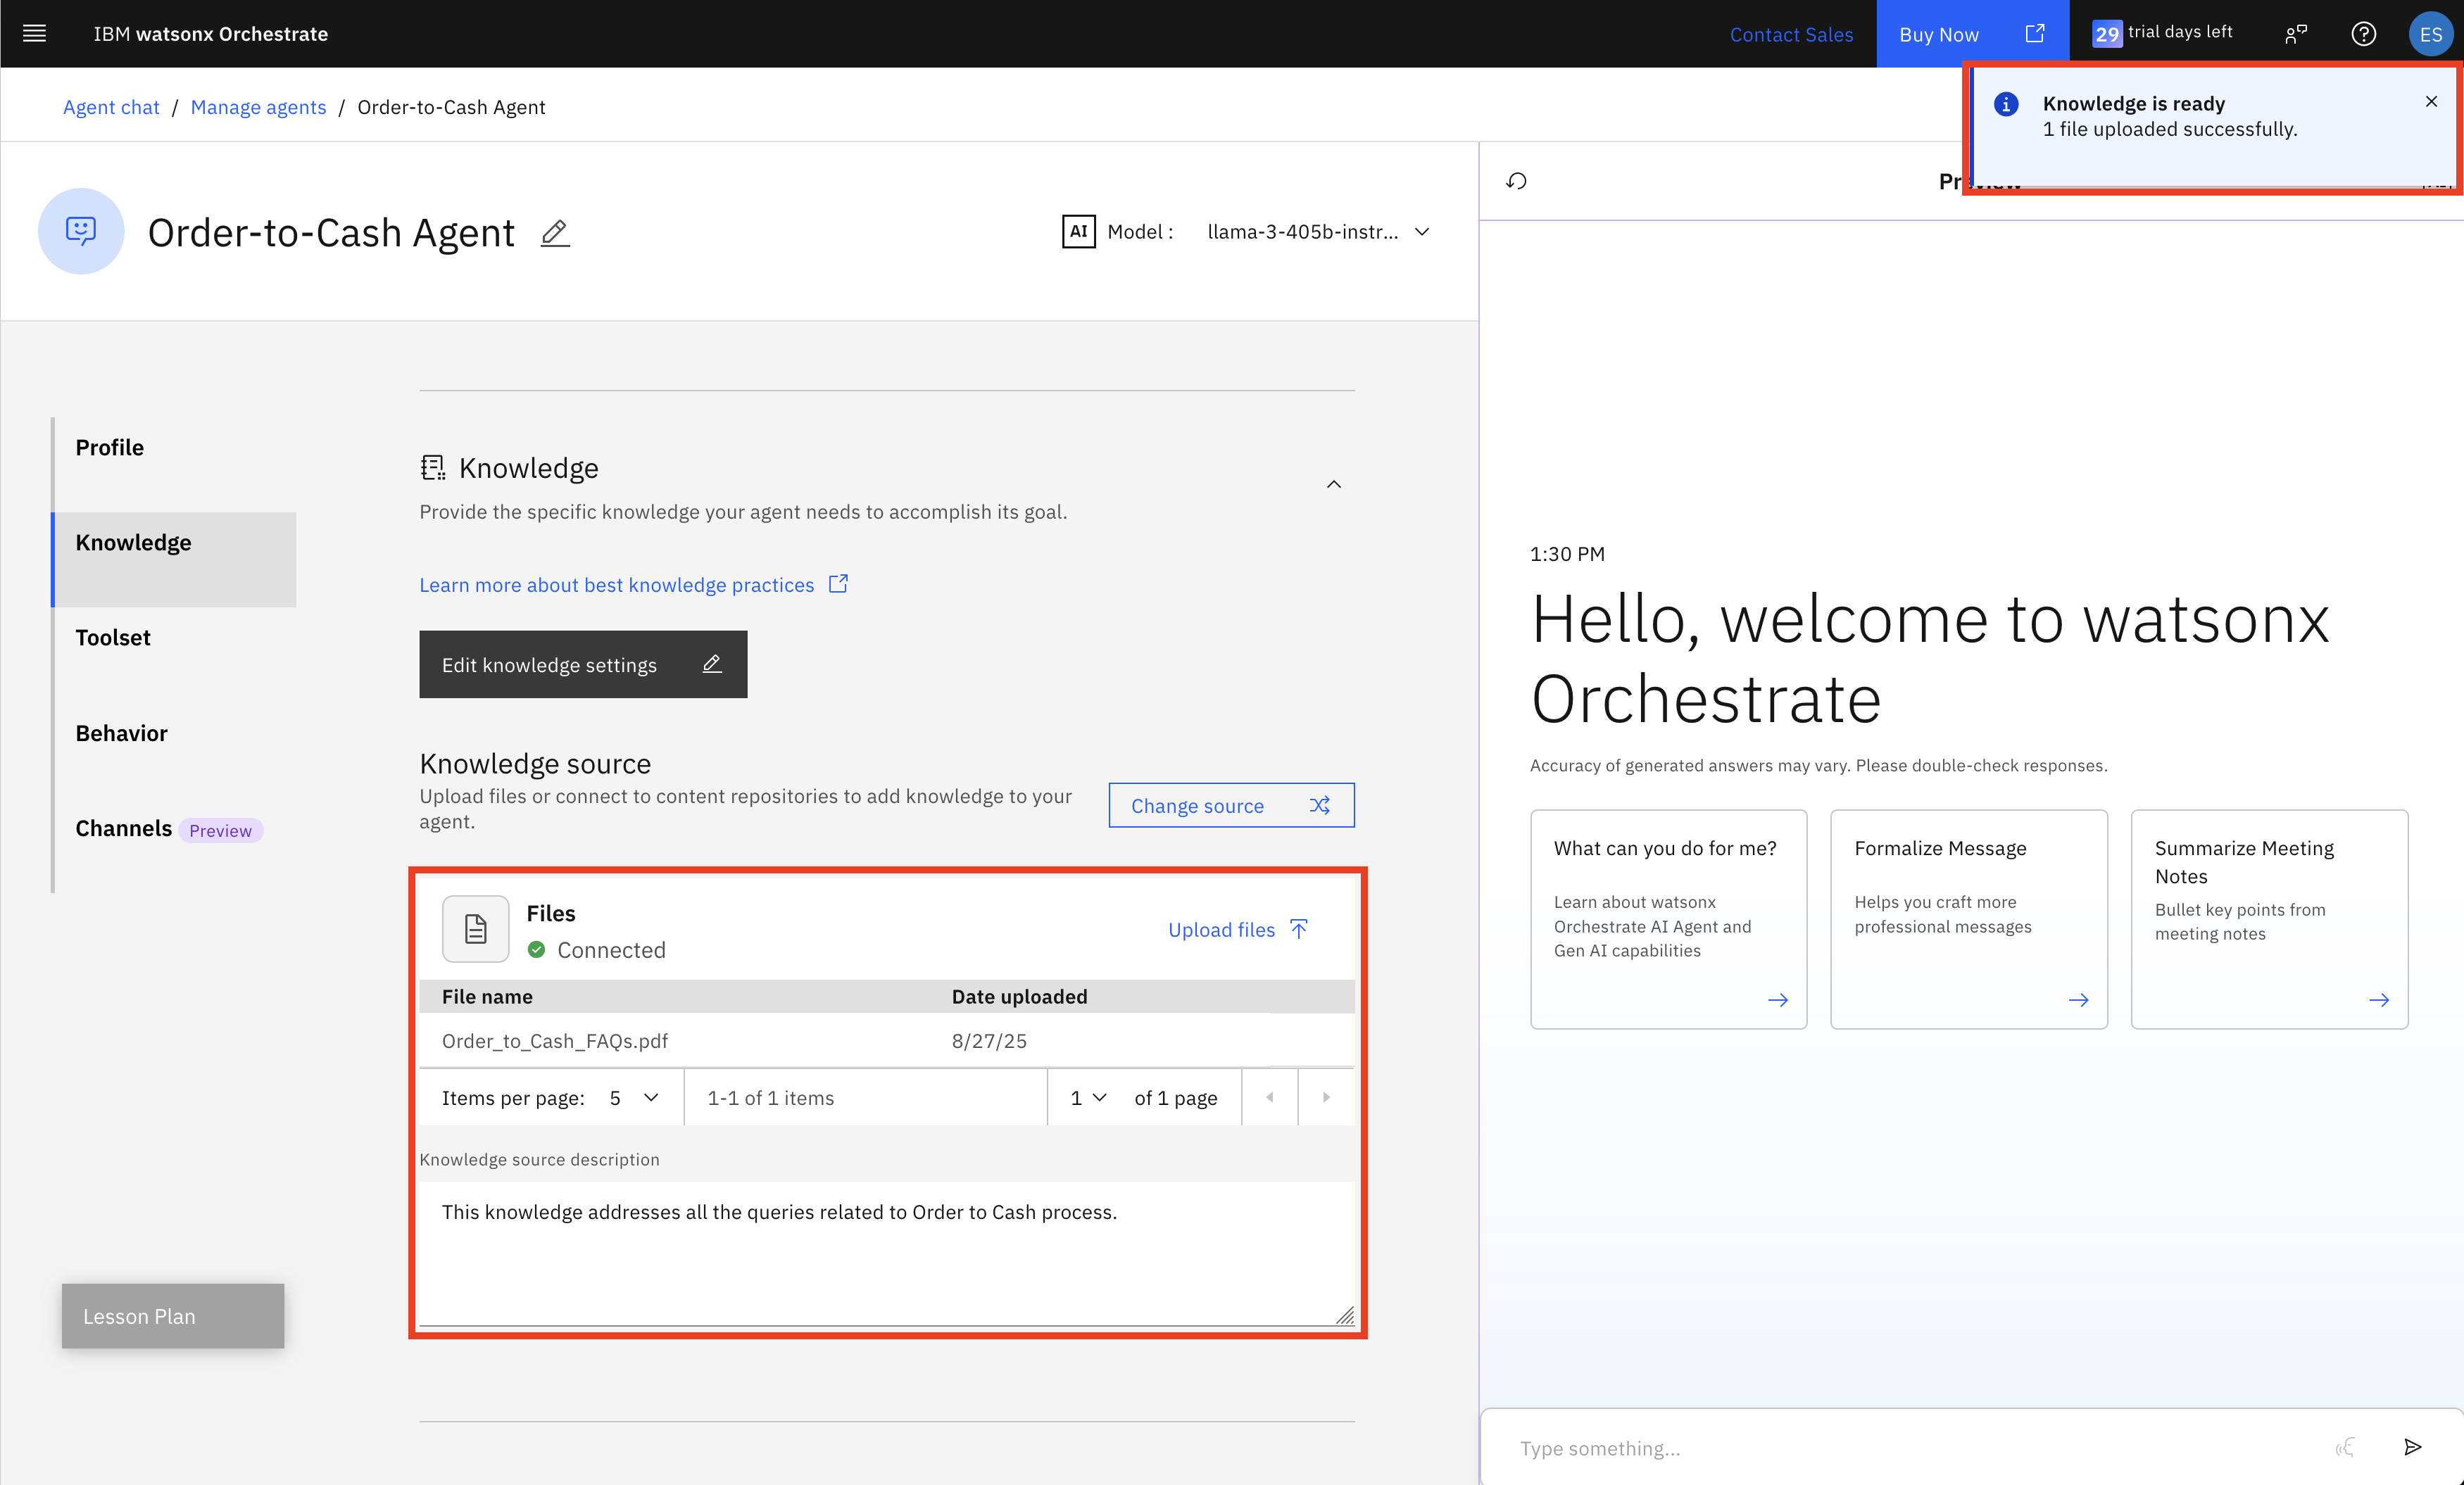 IBM watsonx Orchestrate
Contact Sales
Buy Now
29 trial days left
ES
Agent chat / Manage agents / Order-to-Cash Agent
Knowledge is ready
1 file uploaded successfully.
Order-to-Cash Agent
AI Model : llama-3-405b-instr...
Profile
Knowledge
Toolset
Behavior
Channels Preview
Lesson Plan
Knowledge
Provide the specific knowledge your agent needs to accomplish its goal.
Learn more about best knowledge practices
Edit knowledge settings
Knowledge source
Upload files or connect to content repositories to add knowledge to your
agent.
Change source
Files
Connected
Upload files
File name Date uploaded
Order_to_Cash_FAQs.pdf 8/27/25
Items per page: 5 1-1 of 1 items 1 of 1 page
Knowledge source description
This knowledge addresses all the queries related to Order to Cash process.
Preview
1:30 PM
Hello, welcome to watsonx
Orchestrate
Accuracy of generated answers may vary. Please double-check responses.
What can you do for me?
Learn about watsonx
Orchestrate AI Agent and
Gen AI capabilities
Formalize Message
Helps you craft more
professional messages
Summarize Meeting
Notes
Bullet key points from
meeting notes
Type something...